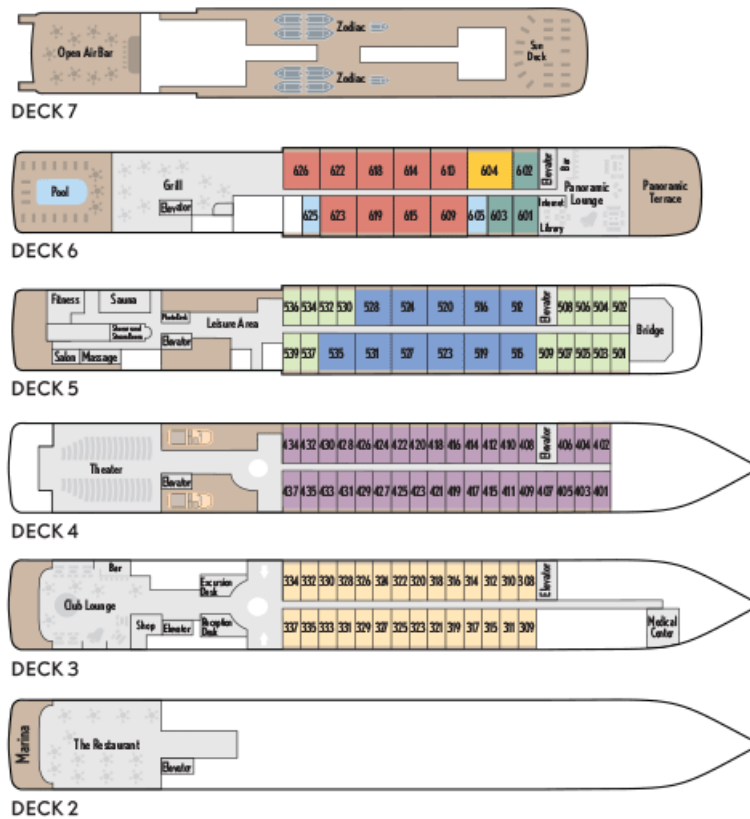 Open Air Bar
Zodiac
Zodiac
Sun
Deck
DECK 7
626 622 618 614 610 604 602 Elevator Bar
Pool
Grill
Elevator
Panoramic
Lounge
Panoramic
Terrace
Internet
Library
625 623 619 615 609 605 603 601
DECK 6
Fitness
Sauna
536 534 532 530 528 524 520 516 512 Elevator 508 506 504 502
Leisure Area
Elevator
Salon Massage
Bridge
539 537 535 531 527 523 519 515 509 507 505 503 501
DECK 5
434 432 430 428 426 424 422 420 418 416 414 412 410 408 Elevator 406 404 402
Theater
Elevator
437 435 433 431 429 427 425 423 421 419 417 415 411 409 407 405 403 401
DECK 4
Bar
Excursion
Desk
334 332 330 328 326 324 322 320 318 316 314 312 310 308 Elevator
Club Lounge
Shop
Elevator
Reception
Desk
337 335 333 331 329 327 325 323 321 319 317 315 311 309
Medical
Center
DECK 3
Marina
The Restaurant
Elevator
DECK 2